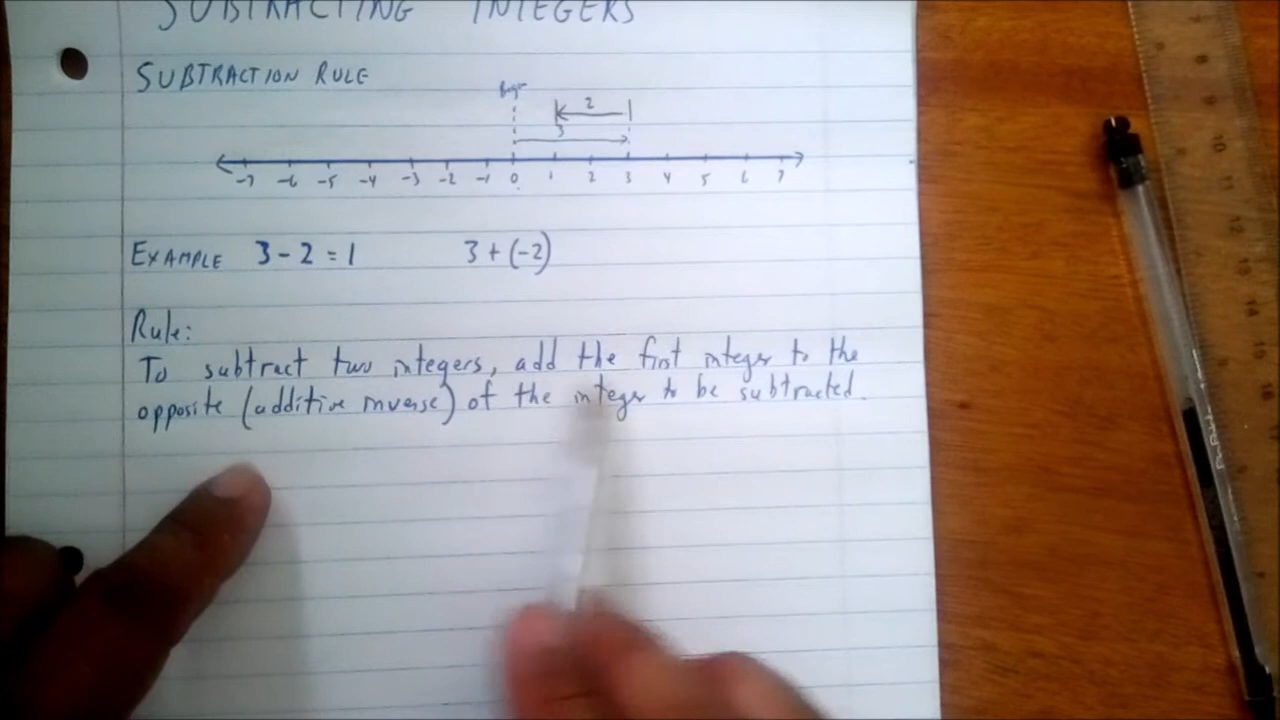 SUBTRACTING INTEGERS
SUBTRACTION RULE
Begin
2
3
-7 -6 -5 -4 -3 -2 -1 0 1 2 3 4 5 6 7
EXAMPLE 3 - 2 = 1 3 + (-2)
Rule:
To subtract two integers, add the first integer to the
opposite (additive inverse) of the integer to be subtracted.